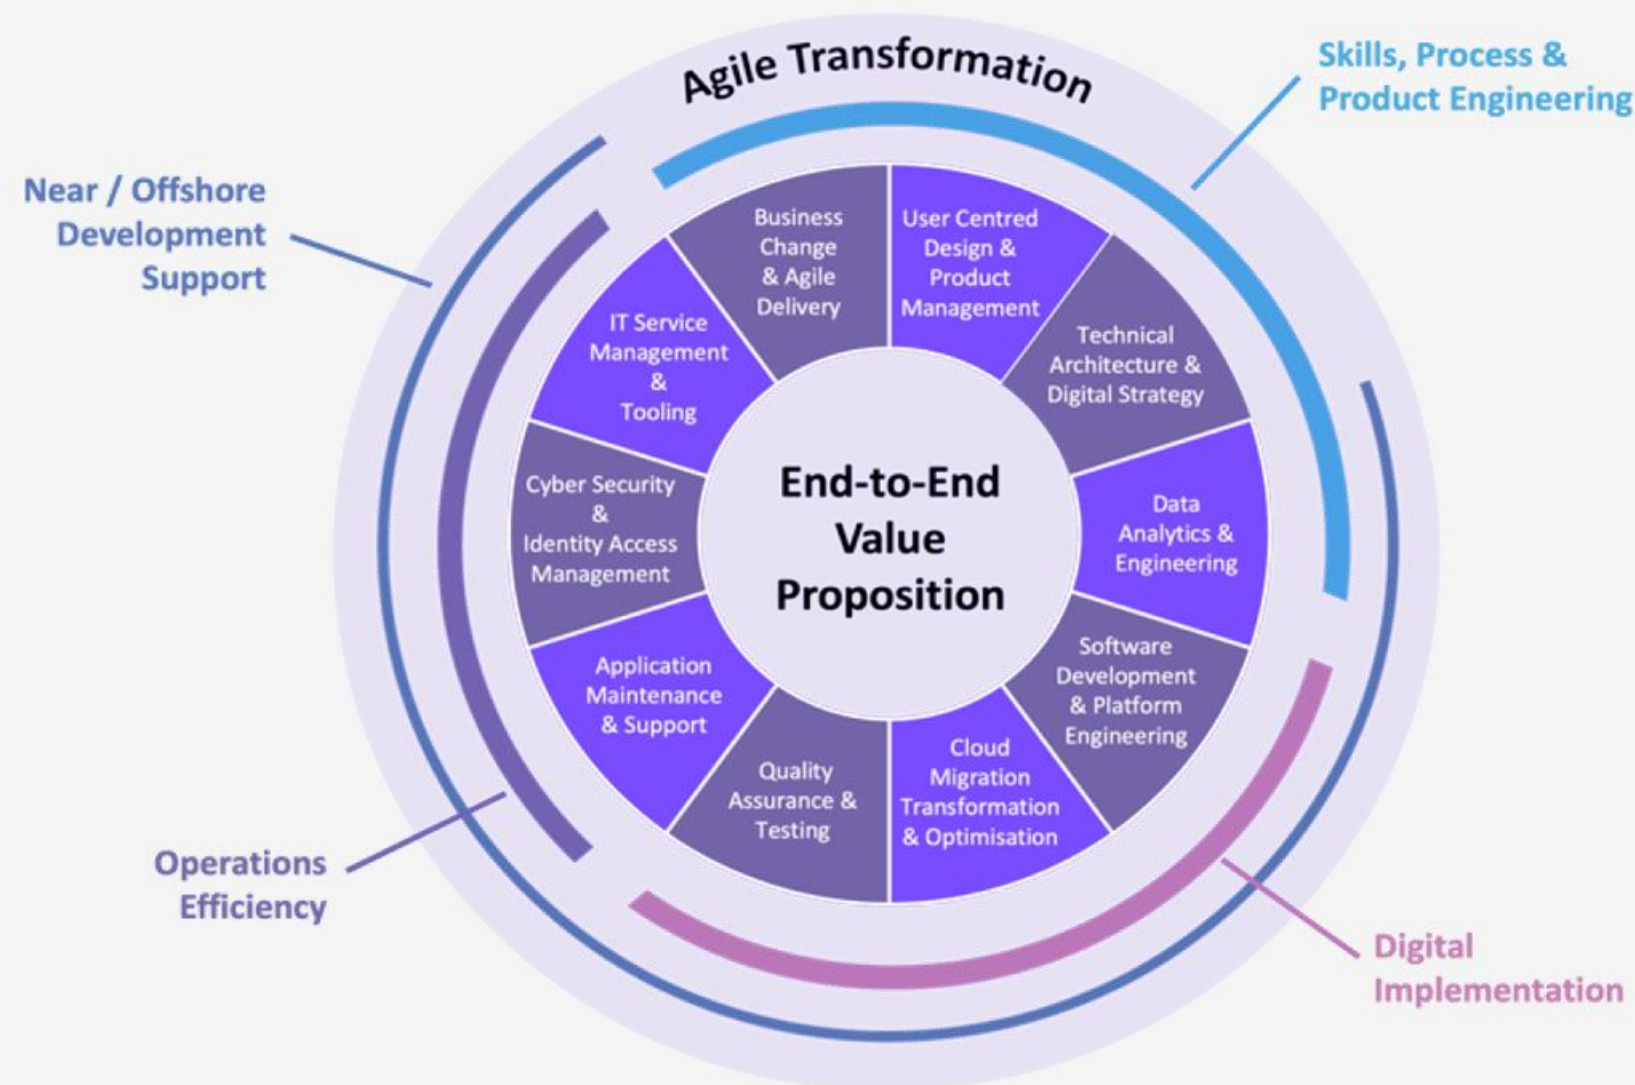 Agile Transformation
Skills, Process &
Product Engineering
Near / Offshore
Development
Support
Business
Change
& Agile
Delivery
User Centred
Design &
Product
Management
Technical
Architecture &
Digital Strategy
Data
Analytics &
Engineering
Software
Development
& Platform
Engineering
Cloud
Migration
Transformation
& Optimisation
Quality
Assurance &
Testing
Application
Maintenance
& Support
Cyber Security
&
Identity Access
Management
IT Service
Management
&
Tooling
End-to-End
Value
Proposition
Operations
Efficiency
Digital
Implementation